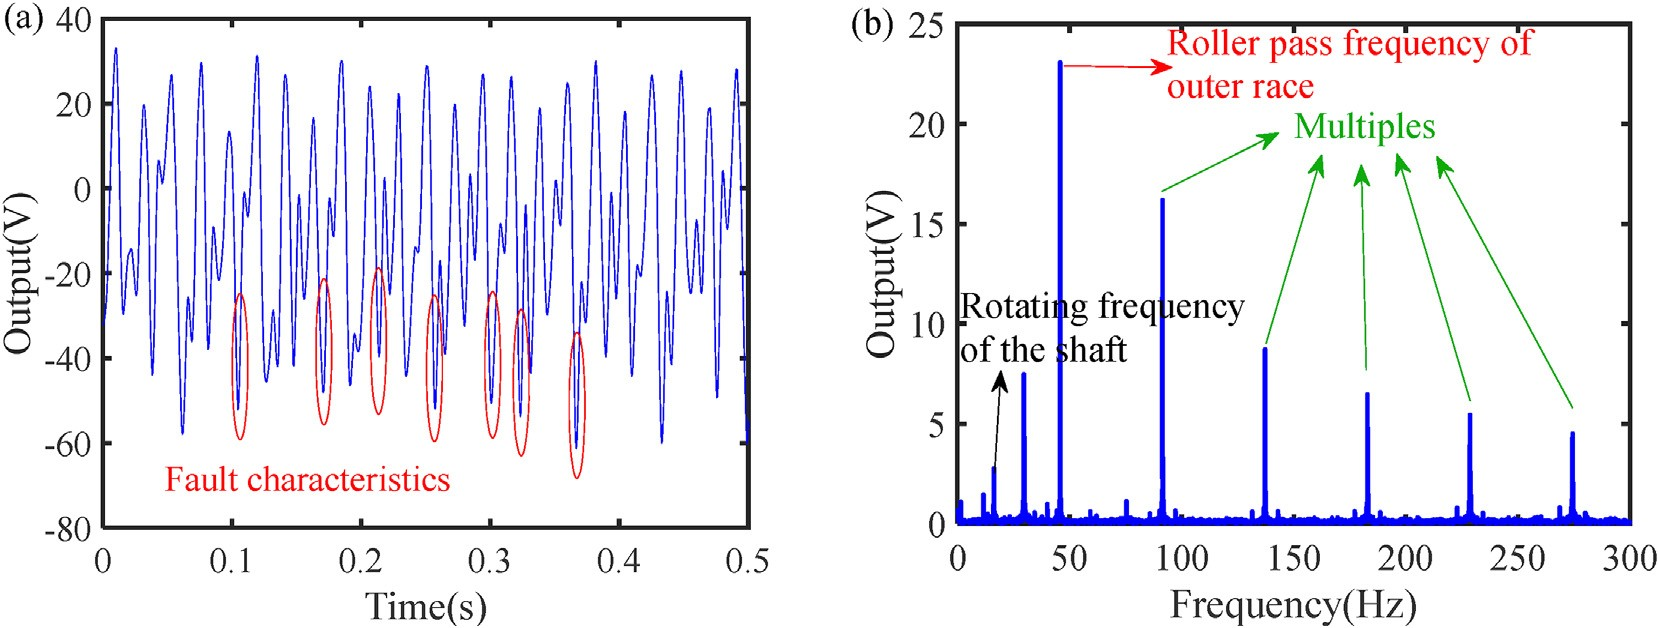 (a)
40
20
0
-20
-40
-60
-80
Output(V)
Fault characteristics
0
0.1
0.2
0.3
0.4
0.5
Time(s)
(b)
25
20
15
10
5
0
Output(V)
Roller pass frequency of
outer race
Multiples
Rotating frequency
of the shaft
0
50
100
150
200
250
300
Frequency(Hz)